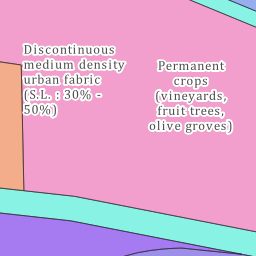 Discontinuous
medium density
urban fabric
(S.L. : 30% -
50%)
Permanent
crops
(vineyards,
fruit trees,
olive groves)